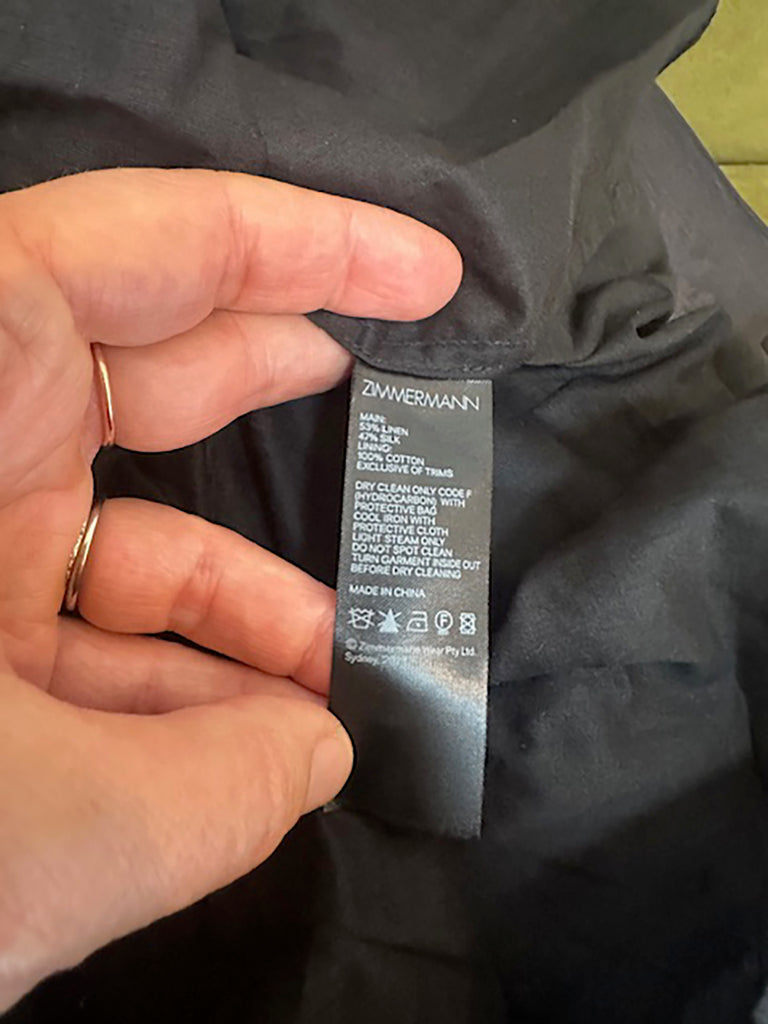 ZIMMERMANN
MAIN:
53% LINEN
47% SILK
LINING:
100% COTTON
EXCLUSIVE OF TRIMS
DRY CLEAN ONLY CODE F
(HYDROCARBON) WITH
PROTECTIVE BAG
COOL IRON WITH
PROTECTIVE CLOTH
LIGHT STEAM ONLY
DO NOT SPOT CLEAN
TURN GARMENT INSIDE OUT
BEFORE DRY CLEANING
MADE IN CHINA
F
© Zimmermann Wear Pty Ltd.
Sydney,